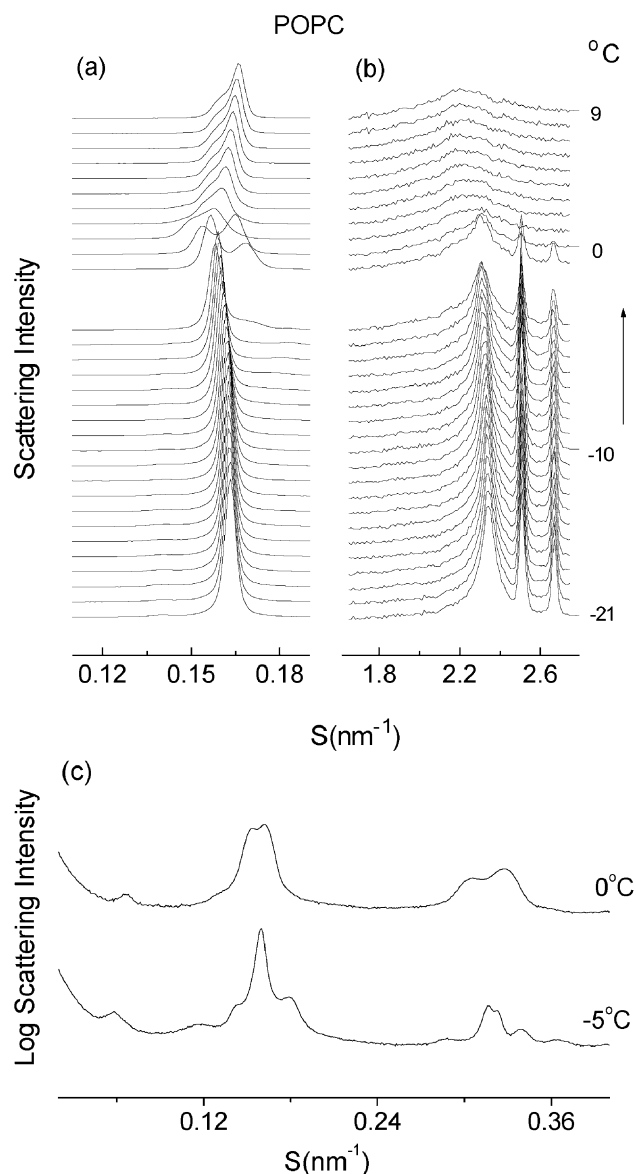 POPC
(a)
(b)
°C
9
0
-10
-21
Scattering Intensity
0.12 0.15 0.18
1.8 2.2 2.6
S(nm⁻¹)
(c)
Log Scattering Intensity
0°C
-5°C
0.12 0.24 0.36
S(nm⁻¹)